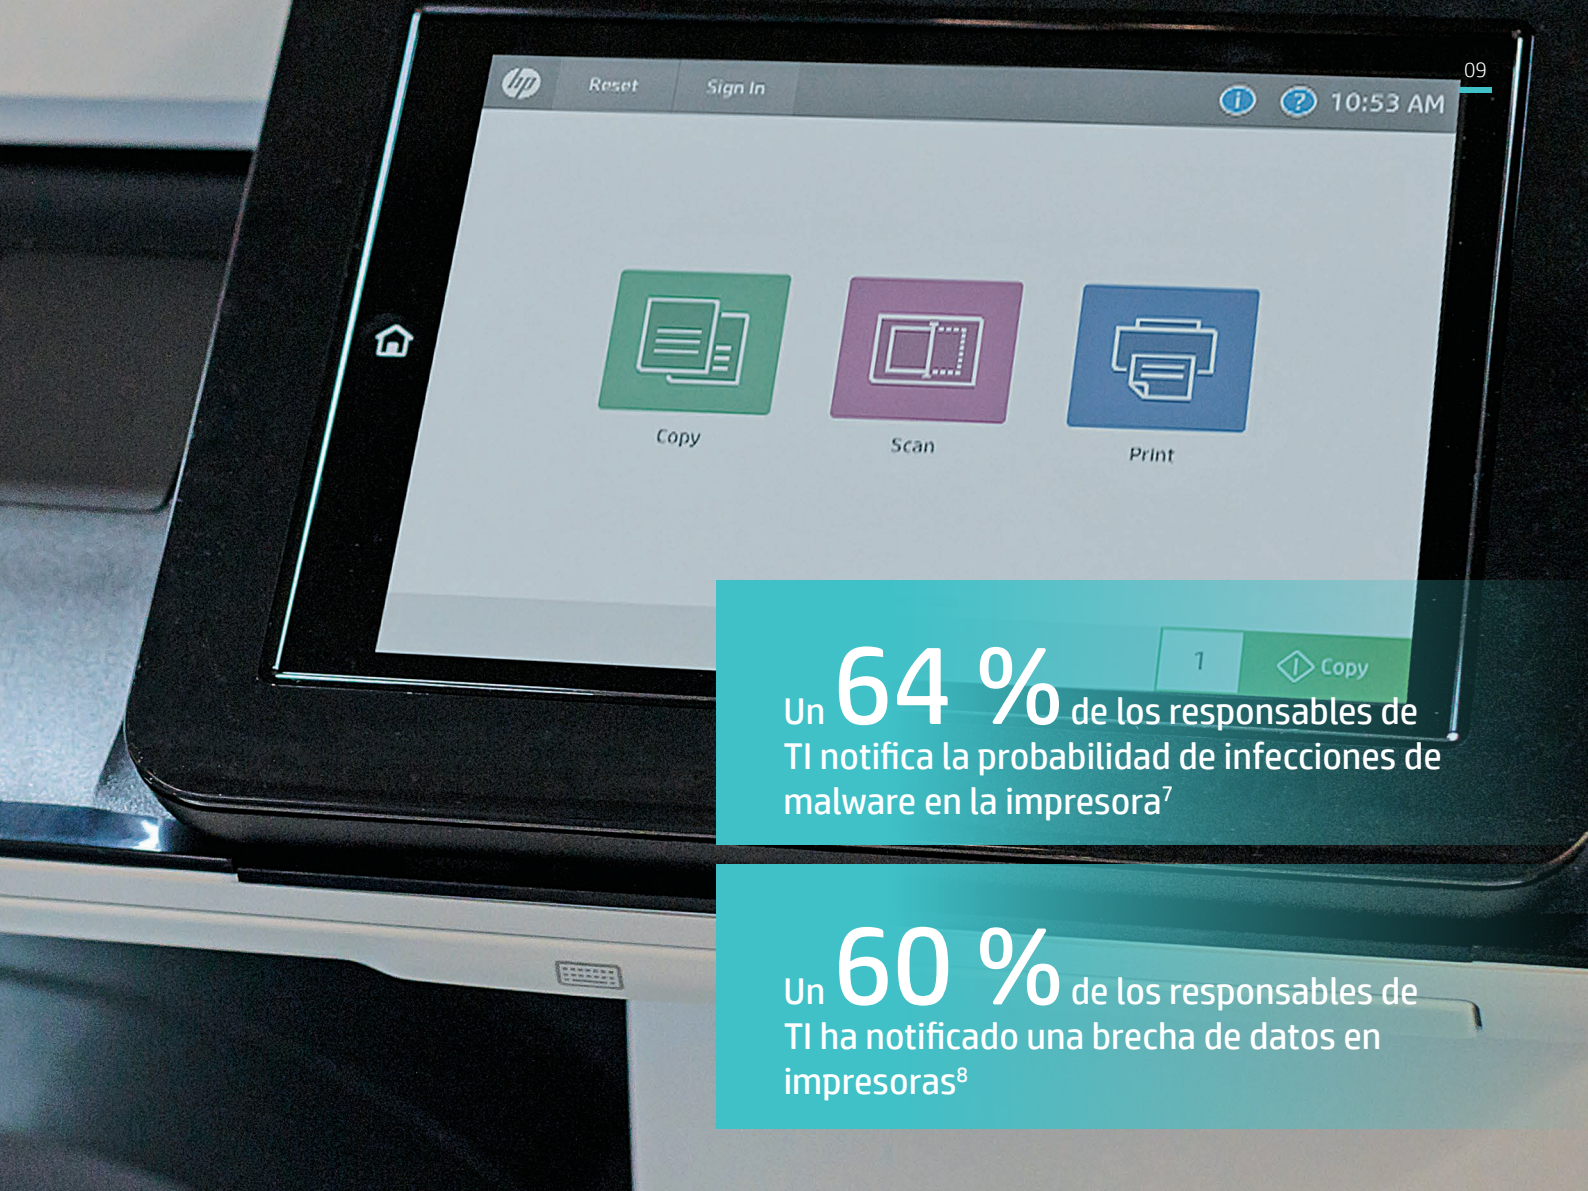 09
hp Reset Sign In i ? 10:53 AM
Copy Scan Print
1 Copy
Un 64 % de los responsables de
TI notifica la probabilidad de infecciones de
malware en la impresora⁷
Un 60 % de los responsables de
TI ha notificado una brecha de datos en
impresoras⁸